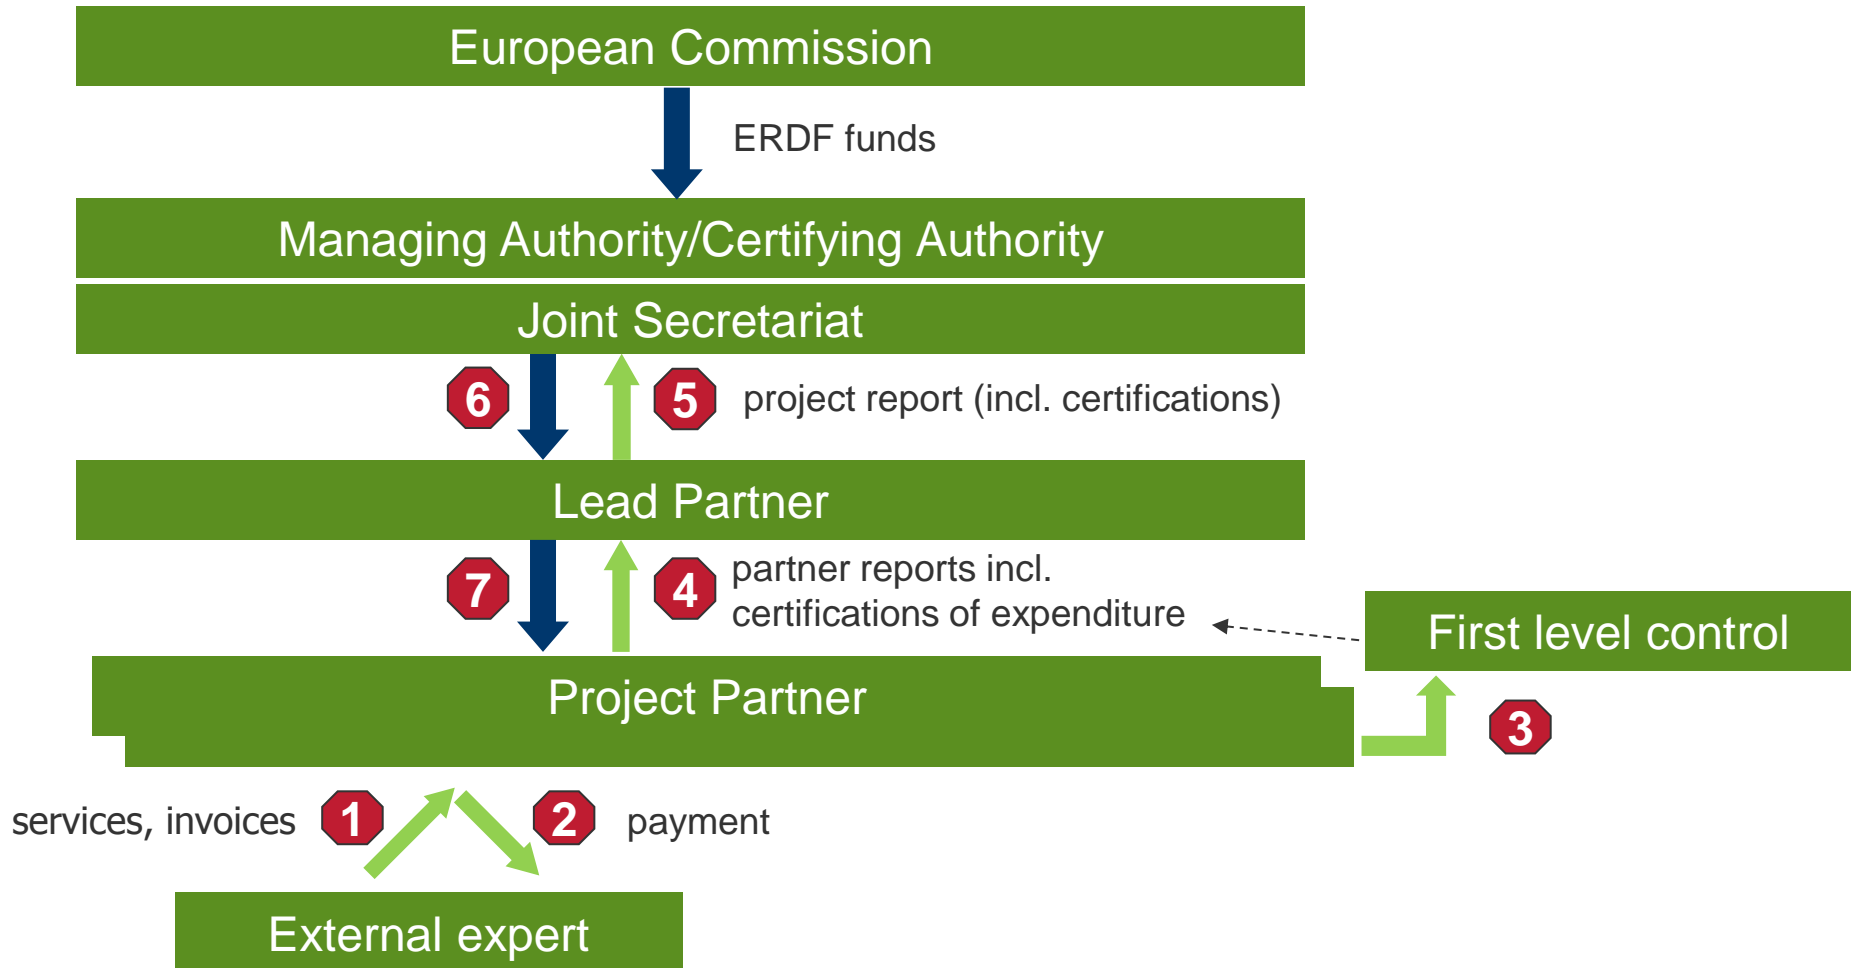 European Commission
ERDF funds
Managing Authority/Certifying Authority
Joint Secretariat
6
5
project report (incl. certifications)
Lead Partner
7
4
partner reports incl.
certifications of expenditure
First level control
Project Partner
3
services, invoices
1
2
payment
External expert